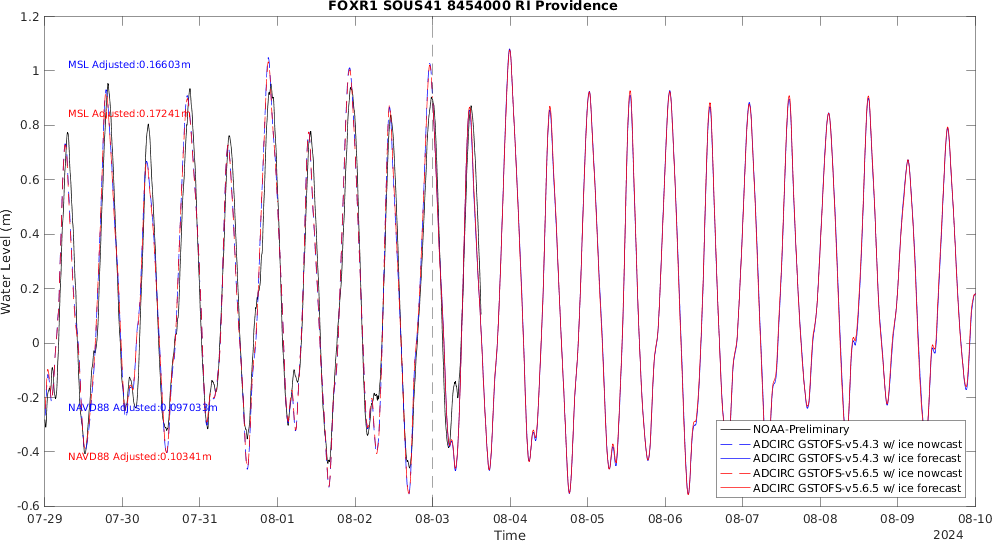 FOXR1 SOUS41 8454000 RI Providence
Water Level (m)
1.2
1
0.8
0.6
0.4
0.2
0
-0.2
-0.4
-0.6
MSL Adjusted:0.16603m
MSL Adjusted:0.17241m
NAVD88 Adjusted:0.097033m
NAVD88 Adjusted:0.10341m
NOAA-Preliminary
ADCIRC GSTOFS-v5.4.3 w/ ice nowcast
ADCIRC GSTOFS-v5.4.3 w/ ice forecast
ADCIRC GSTOFS-v5.6.5 w/ ice nowcast
ADCIRC GSTOFS-v5.6.5 w/ ice forecast
07-29 07-30 07-31 08-01 08-02 08-03 08-04 08-05 08-06 08-07 08-08 08-09 08-10
Time
2024